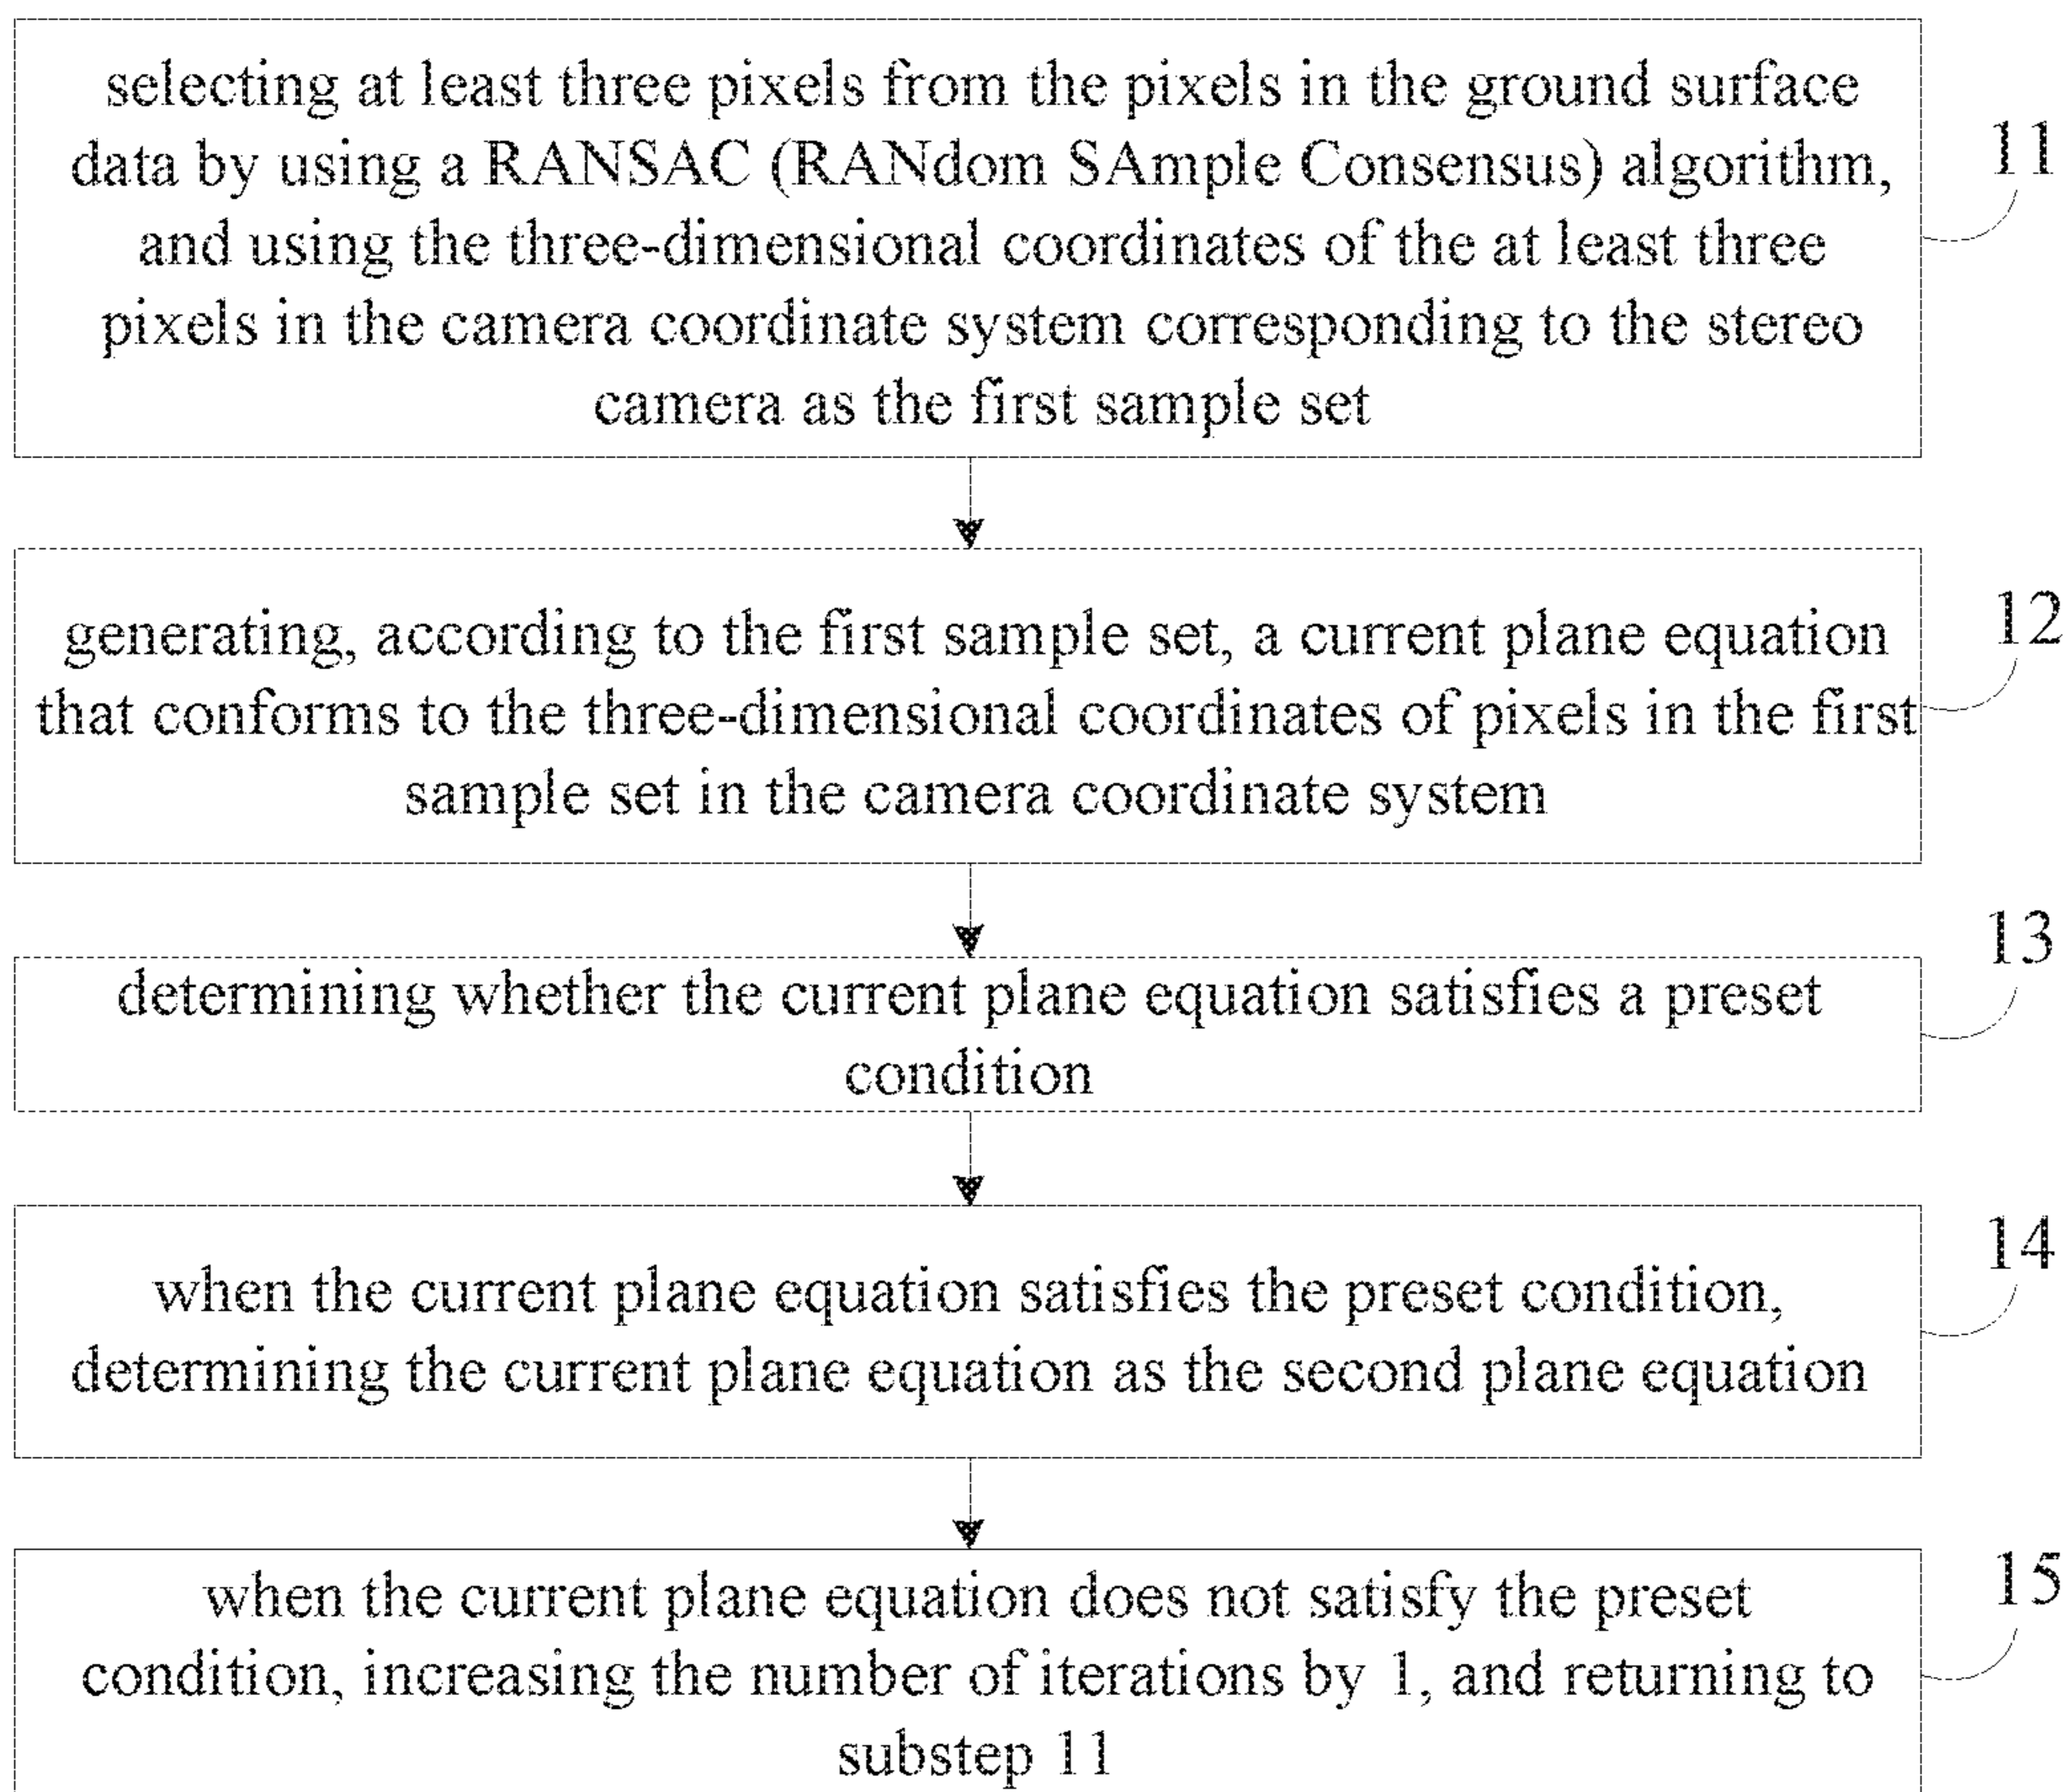 selecting at least three pixels from the pixels in the ground surface
data by using a RANSAC (RANdom SAmple Consensus) algorithm,
and using the three-dimensional coordinates of the at least three
pixels in the camera coordinate system corresponding to the stereo
camera as the first sample set
11
generating, according to the first sample set, a current plane equation
that conforms to the three-dimensional coordinates of pixels in the first
sample set in the camera coordinate system
12
determining whether the current plane equation satisfies a preset
condition
13
when the current plane equation satisfies the preset condition,
determining the current plane equation as the second plane equation
14
when the current plane equation does not satisfy the preset
condition, increasing the number of iterations by 1, and returning to
substep 11
15